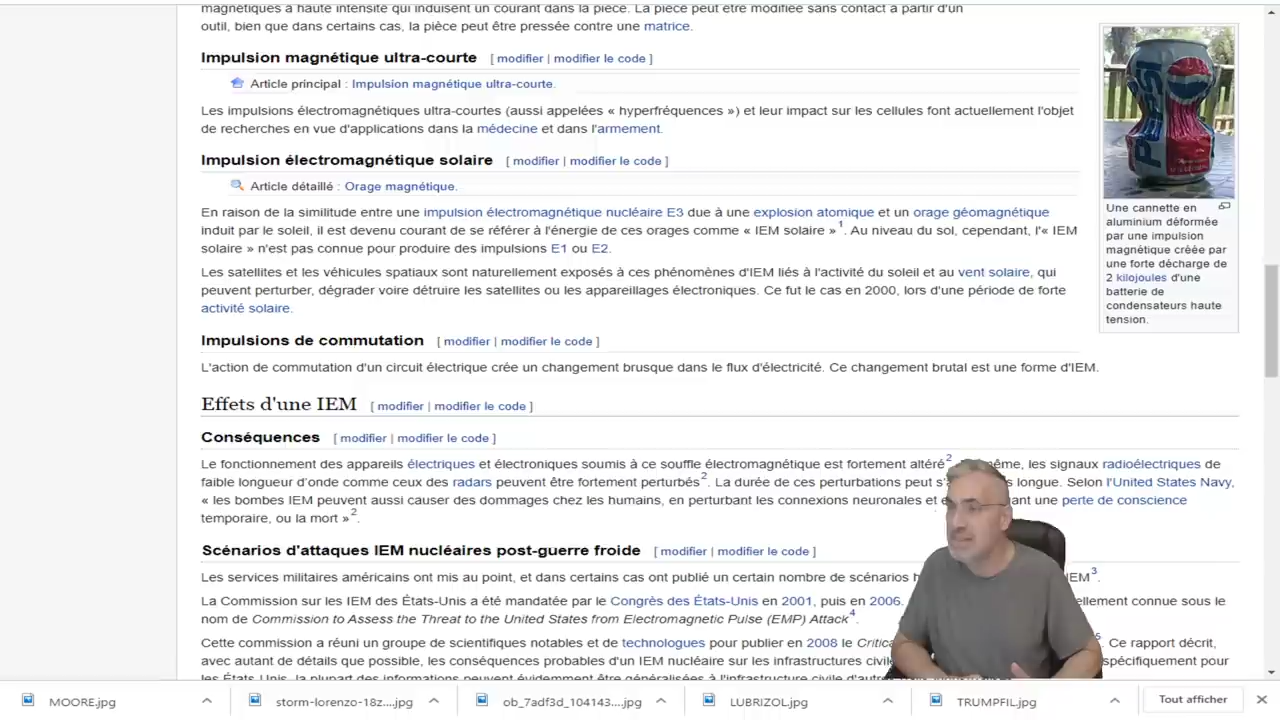 magnétiques à haute intensité qui induisent un courant dans la pièce. La pièce peut être modifiée sans contact à partir d'un
outil, bien que dans certains cas, la pièce peut être pressée contre une matrice.
Impulsion magnétique ultra-courte [ modifier | modifier le code ]
Article principal : Impulsion magnétique ultra-courte.
Les impulsions électromagnétiques ultra-courtes (aussi appelées « hyperfréquences ») et leur impact sur les cellules font actuellement l'objet
de recherches en vue d'applications dans la médecine et dans l'armement.
Impulsion électromagnétique solaire [ modifier | modifier le code ]
Article détaillé : Orage magnétique.
En raison de la similitude entre une impulsion électromagnétique nucléaire E3 due à une explosion atomique et un orage géomagnétique
induit par le soleil, il est devenu courant de se référer à l'énergie de ces orages comme « IEM solaire »1. Au niveau du sol, cependant, l'« IEM
solaire » n'est pas connue pour produire des impulsions E1 ou E2.
Les satellites et les véhicules spatiaux sont naturellement exposés à ces phénomènes d'IEM liés à l'activité du soleil et au vent solaire, qui
peuvent perturber, dégrader voire détruire les satellites ou les appareillages électroniques. Ce fut le cas en 2000, lors d'une période de forte
activité solaire.
PEPSI
Une cannette en
aluminium déformée
par une impulsion
magnétique créée par
une forte décharge de
2 kilojoules d'une
batterie de
condensateurs haute
tension.
Impulsions de commutation [ modifier | modifier le code ]
L'action de commutation d'un circuit électrique crée un changement brusque dans le flux d'électricité. Ce changement brutal est une forme d'IEM.
Effets d'une IEM [ modifier | modifier le code ]
Conséquences [ modifier | modifier le code ]
Le fonctionnement des appareils électriques et électroniques soumis à ce souffle électromagnétique est fortement altéré2. même, les signaux radioélectriques de
faible longueur d'onde comme ceux des radars peuvent être fortement perturbés2. La durée de ces perturbations peut s longue. Selon l'United States Navy,
« les bombes IEM peuvent aussi causer des dommages chez les humains, en perturbant les connexions neuronales et e ant une perte de conscience
temporaire, ou la mort »2.
Scénarios d'attaques IEM nucléaires post-guerre froide [ modifier | modifier le code ]
Les services militaires américains ont mis au point, et dans certains cas ont publié un certain nombre de scénarios IEM3.
La Commission sur les IEM des États-Unis a été mandatée par le Congrès des États-Unis en 2001, puis en 2006. ellement connue sous le
nom de Commission to Assess the Threat to the United States from Electromagnetic Pulse (EMP) Attack4.
Cette commission a réuni un groupe de scientifiques notables et de technologues pour publier en 2008 le Critica Ce rapport décrit,
avec autant de détails que possible, les conséquences probables d'un IEM nucléaire sur les infrastructures civile spécifiquement pour
les États Unis, la plupart des informations peuvent évidemment être généralisées à l'infrastructure civile d'autres
MOORE.jpg
storm-lorenzo-18z....jpg
ob_7adf3d_104143....jpg
LUBRIZOL.jpg
TRUMPFIL.jpg
Tout afficher